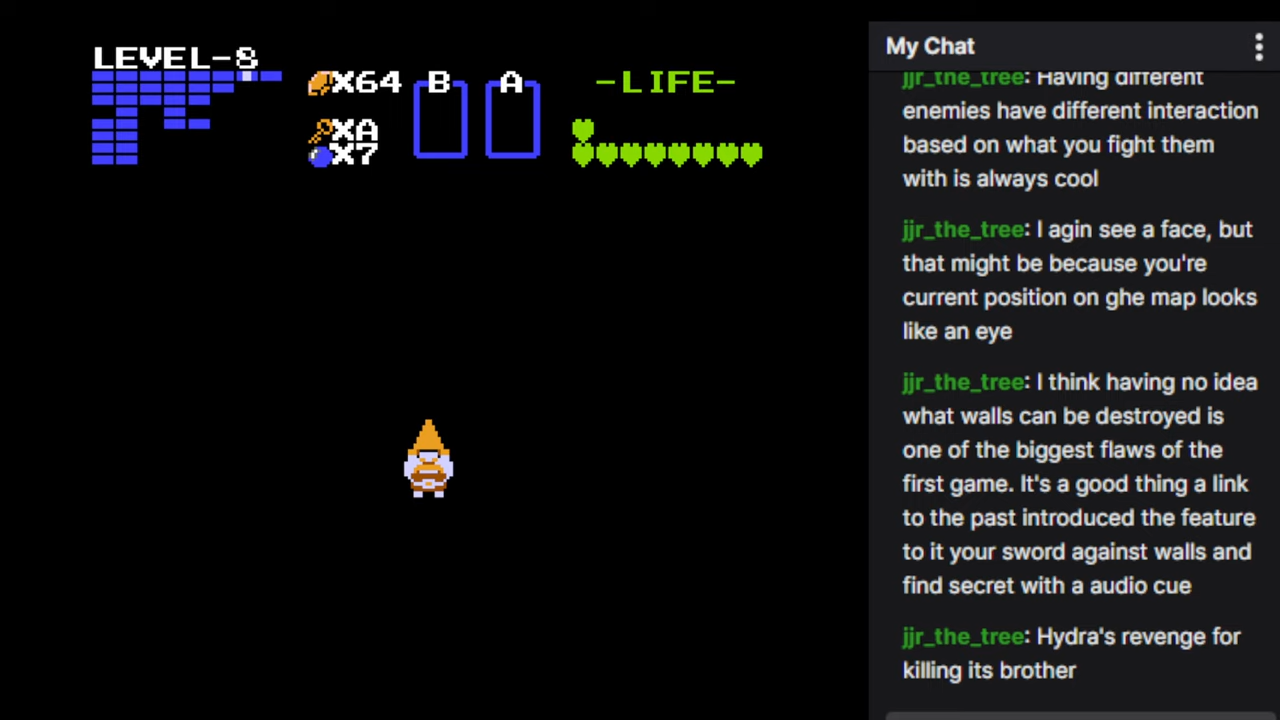 LEVEL-8
X64
B
A
-LIFE-
XA
X7
My Chat
jjr_the_tree: Having different
enemies have different interaction
based on what you fight them
with is always cool
jjr_the_tree: I agin see a face, but
that might be because you're
current position on ghe map looks
like an eye
jjr_the_tree: I think having no idea
what walls can be destroyed is
one of the biggest flaws of the
first game. It's a good thing a link
to the past introduced the feature
to it your sword against walls and
find secret with a audio cue
jjr_the_tree: Hydra's revenge for
killing its brother